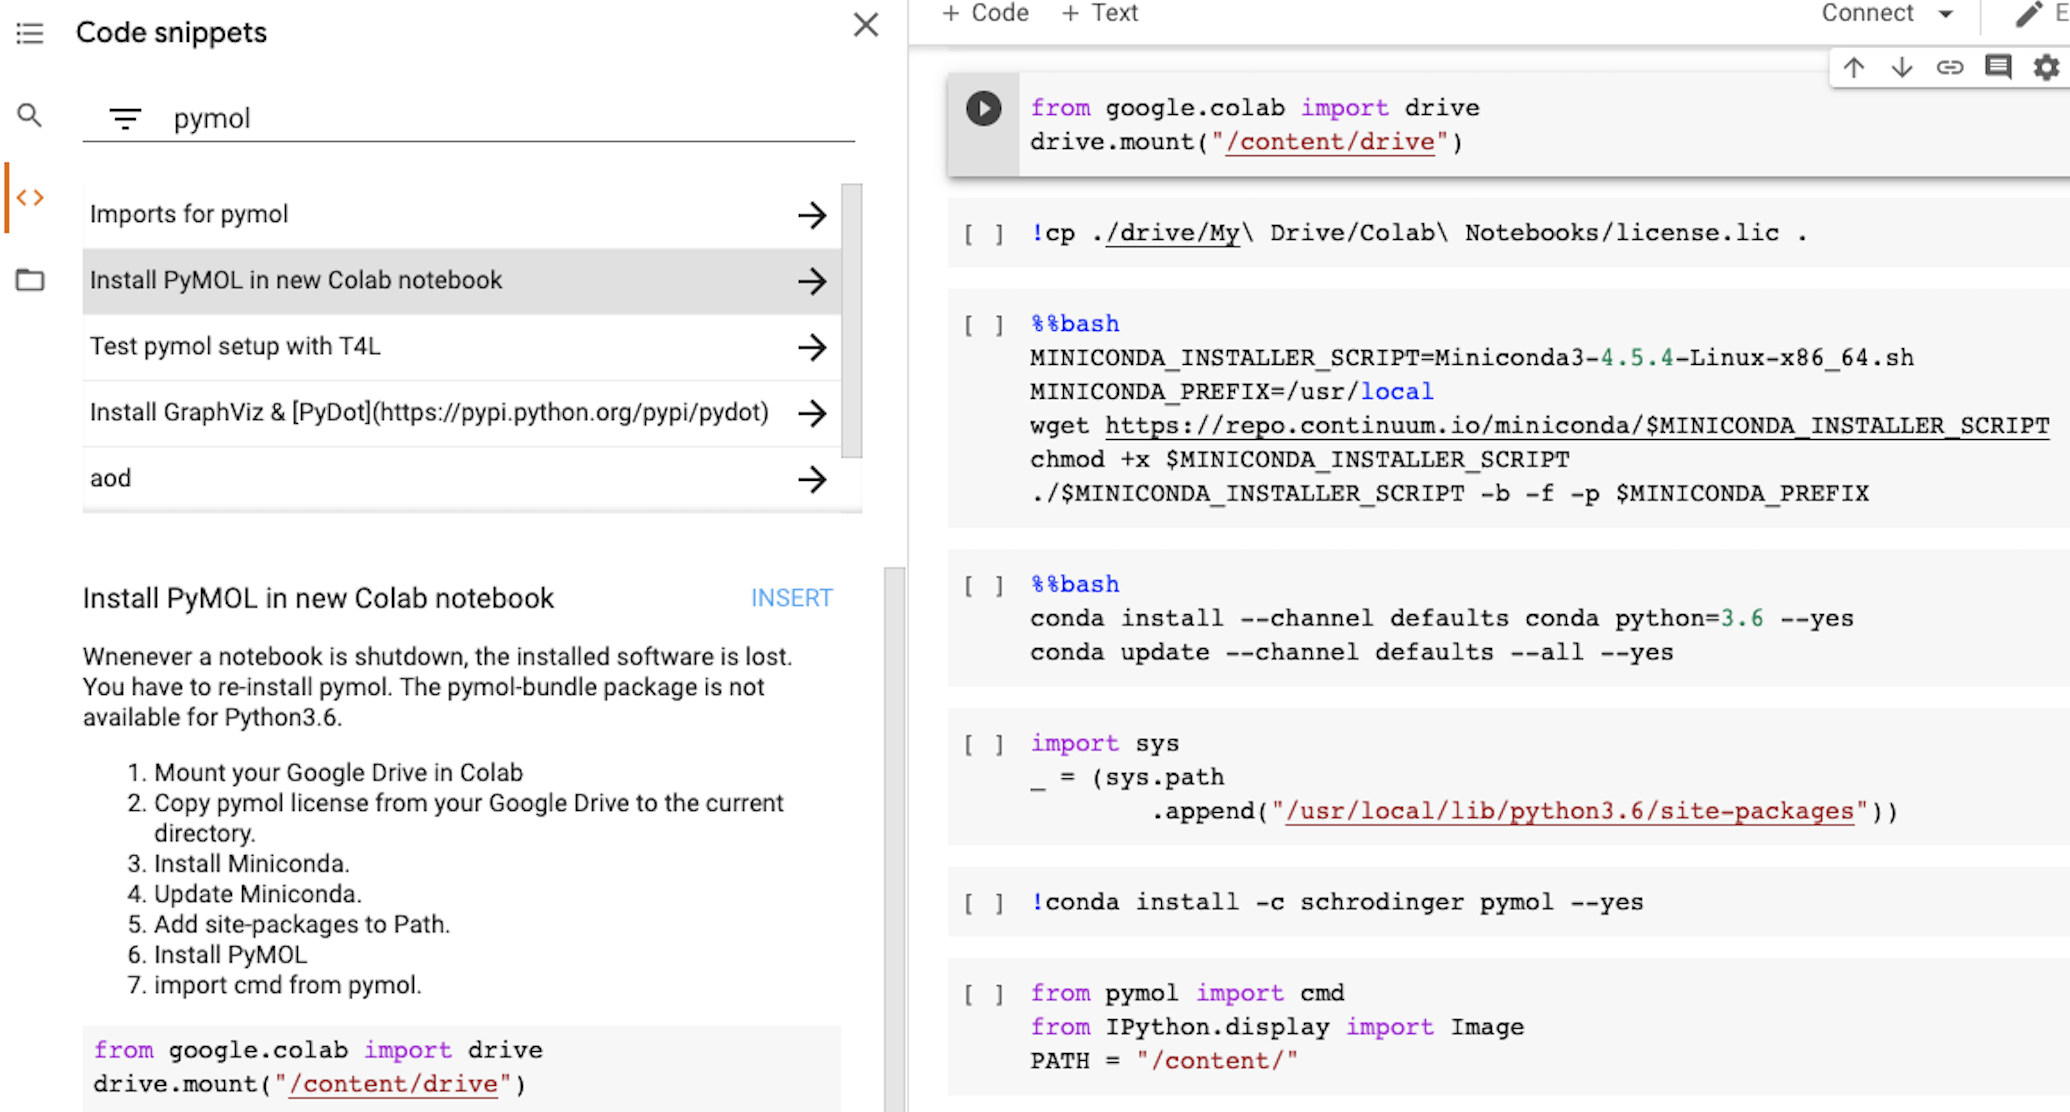 Code snippets
pymol
Imports for pymol
Install PyMOL in new Colab notebook
Test pymol setup with T4L
Install GraphViz & [PyDot](https://pypi.python.org/pypi/pydot)
aod
Install PyMOL in new Colab notebook INSERT
Wnenever a notebook is shutdown, the installed software is lost.
You have to re-install pymol. The pymol-bundle package is not
available for Python3.6.
1. Mount your Google Drive in Colab
2. Copy pymol license from your Google Drive to the current
directory.
3. Install Miniconda.
4. Update Miniconda.
5. Add site-packages to Path.
6. Install PyMOL
7. import cmd from pymol.
from google.colab import drive
drive.mount("/content/drive")
+ Code + Text Connect E
from google.colab import drive
drive.mount("/content/drive")
[ ] !cp ./drive/My\ Drive/Colab\ Notebooks/license.lic .
[ ] %%bash
MINICONDA_INSTALLER_SCRIPT=Miniconda3-4.5.4-Linux-x86_64.sh
MINICONDA_PREFIX=/usr/local
wget https://repo.continuum.io/miniconda/$MINICONDA_INSTALLER_SCRIPT
chmod +x $MINICONDA_INSTALLER_SCRIPT
./$MINICONDA_INSTALLER_SCRIPT -b -f -p $MINICONDA_PREFIX
[ ] %%bash
conda install --channel defaults conda python=3.6 --yes
conda update --channel defaults --all --yes
[ ] import sys
_ = (sys.path
.append("/usr/local/lib/python3.6/site-packages"))
[ ] !conda install -c schrodinger pymol --yes
[ ] from pymol import cmd
from IPython.display import Image
PATH = "/content/"